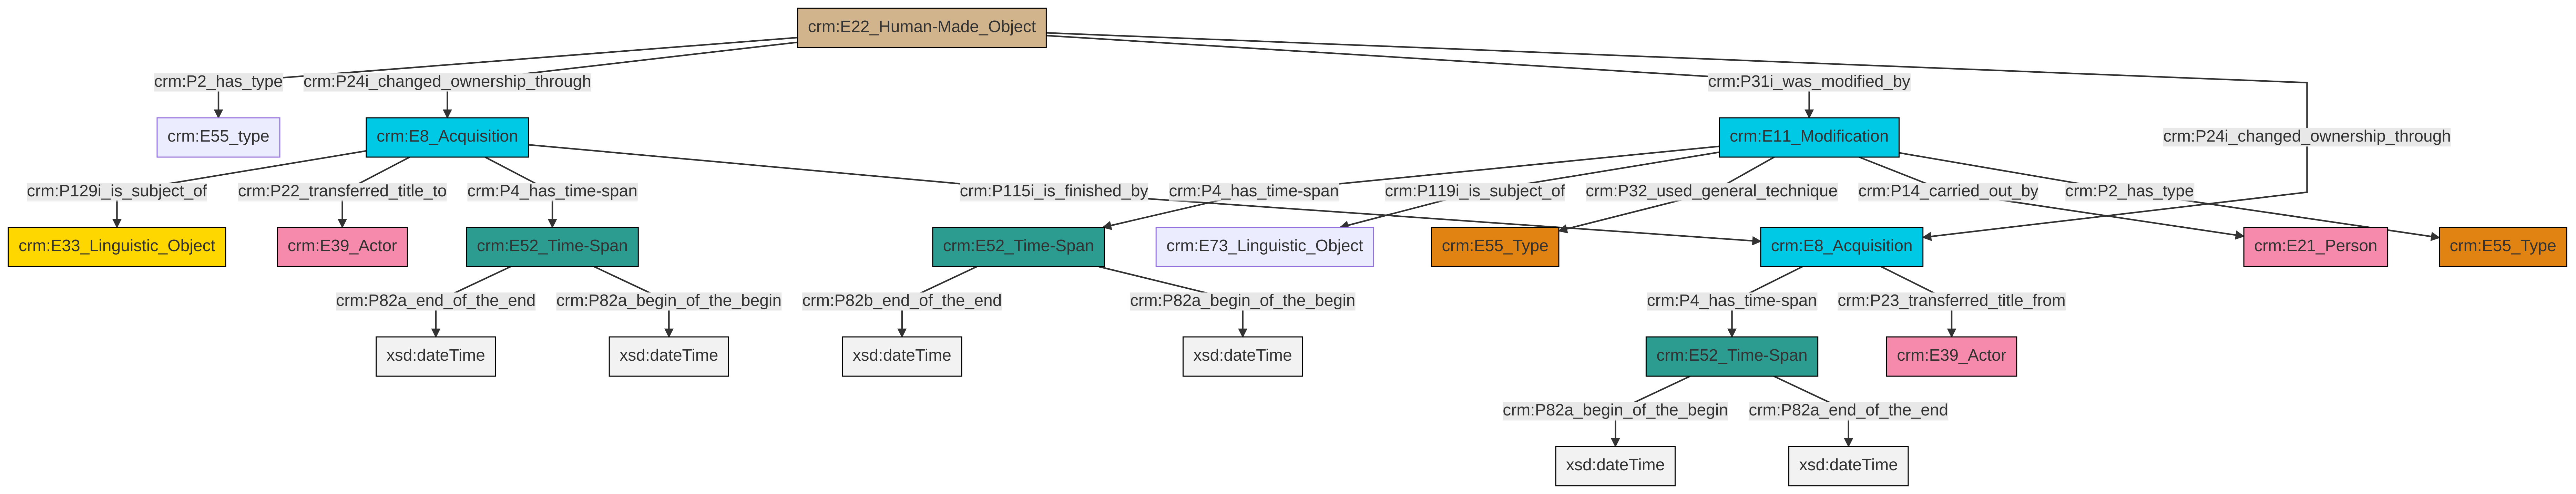 crm:E22_Human-Made_Object
crm:P2_has_type
crm:P24i_changed_ownership_through
crm:P31i_was_modified_by
crm:E55_type
crm:E8_Acquisition
crm:E11_Modification
crm:P24i_changed_ownership_through
crm:P129i_is_subject_of
crm:P22_transferred_title_to
crm:P4_has_time-span
crm:P115i_is_finished_by
crm:P4_has_time-span
crm:P119i_is_subject_of
crm:P32_used_general_technique
crm:P14_carried_out_by
crm:P2_has_type
crm:E33_Linguistic_Object
crm:E39_Actor
crm:E52_Time-Span
crm:E52_Time-Span
crm:E73_Linguistic_Object
crm:E55_Type
crm:E8_Acquisition
crm:E21_Person
crm:E55_Type
crm:P82a_end_of_the_end
crm:P82a_begin_of_the_begin
crm:P82b_end_of_the_end
crm:P82a_begin_of_the_begin
crm:P4_has_time-span
crm:P23_transferred_title_from
xsd:dateTime
xsd:dateTime
xsd:dateTime
xsd:dateTime
crm:E52_Time-Span
crm:E39_Actor
crm:P82a_begin_of_the_begin
crm:P82a_end_of_the_end
xsd:dateTime
xsd:dateTime